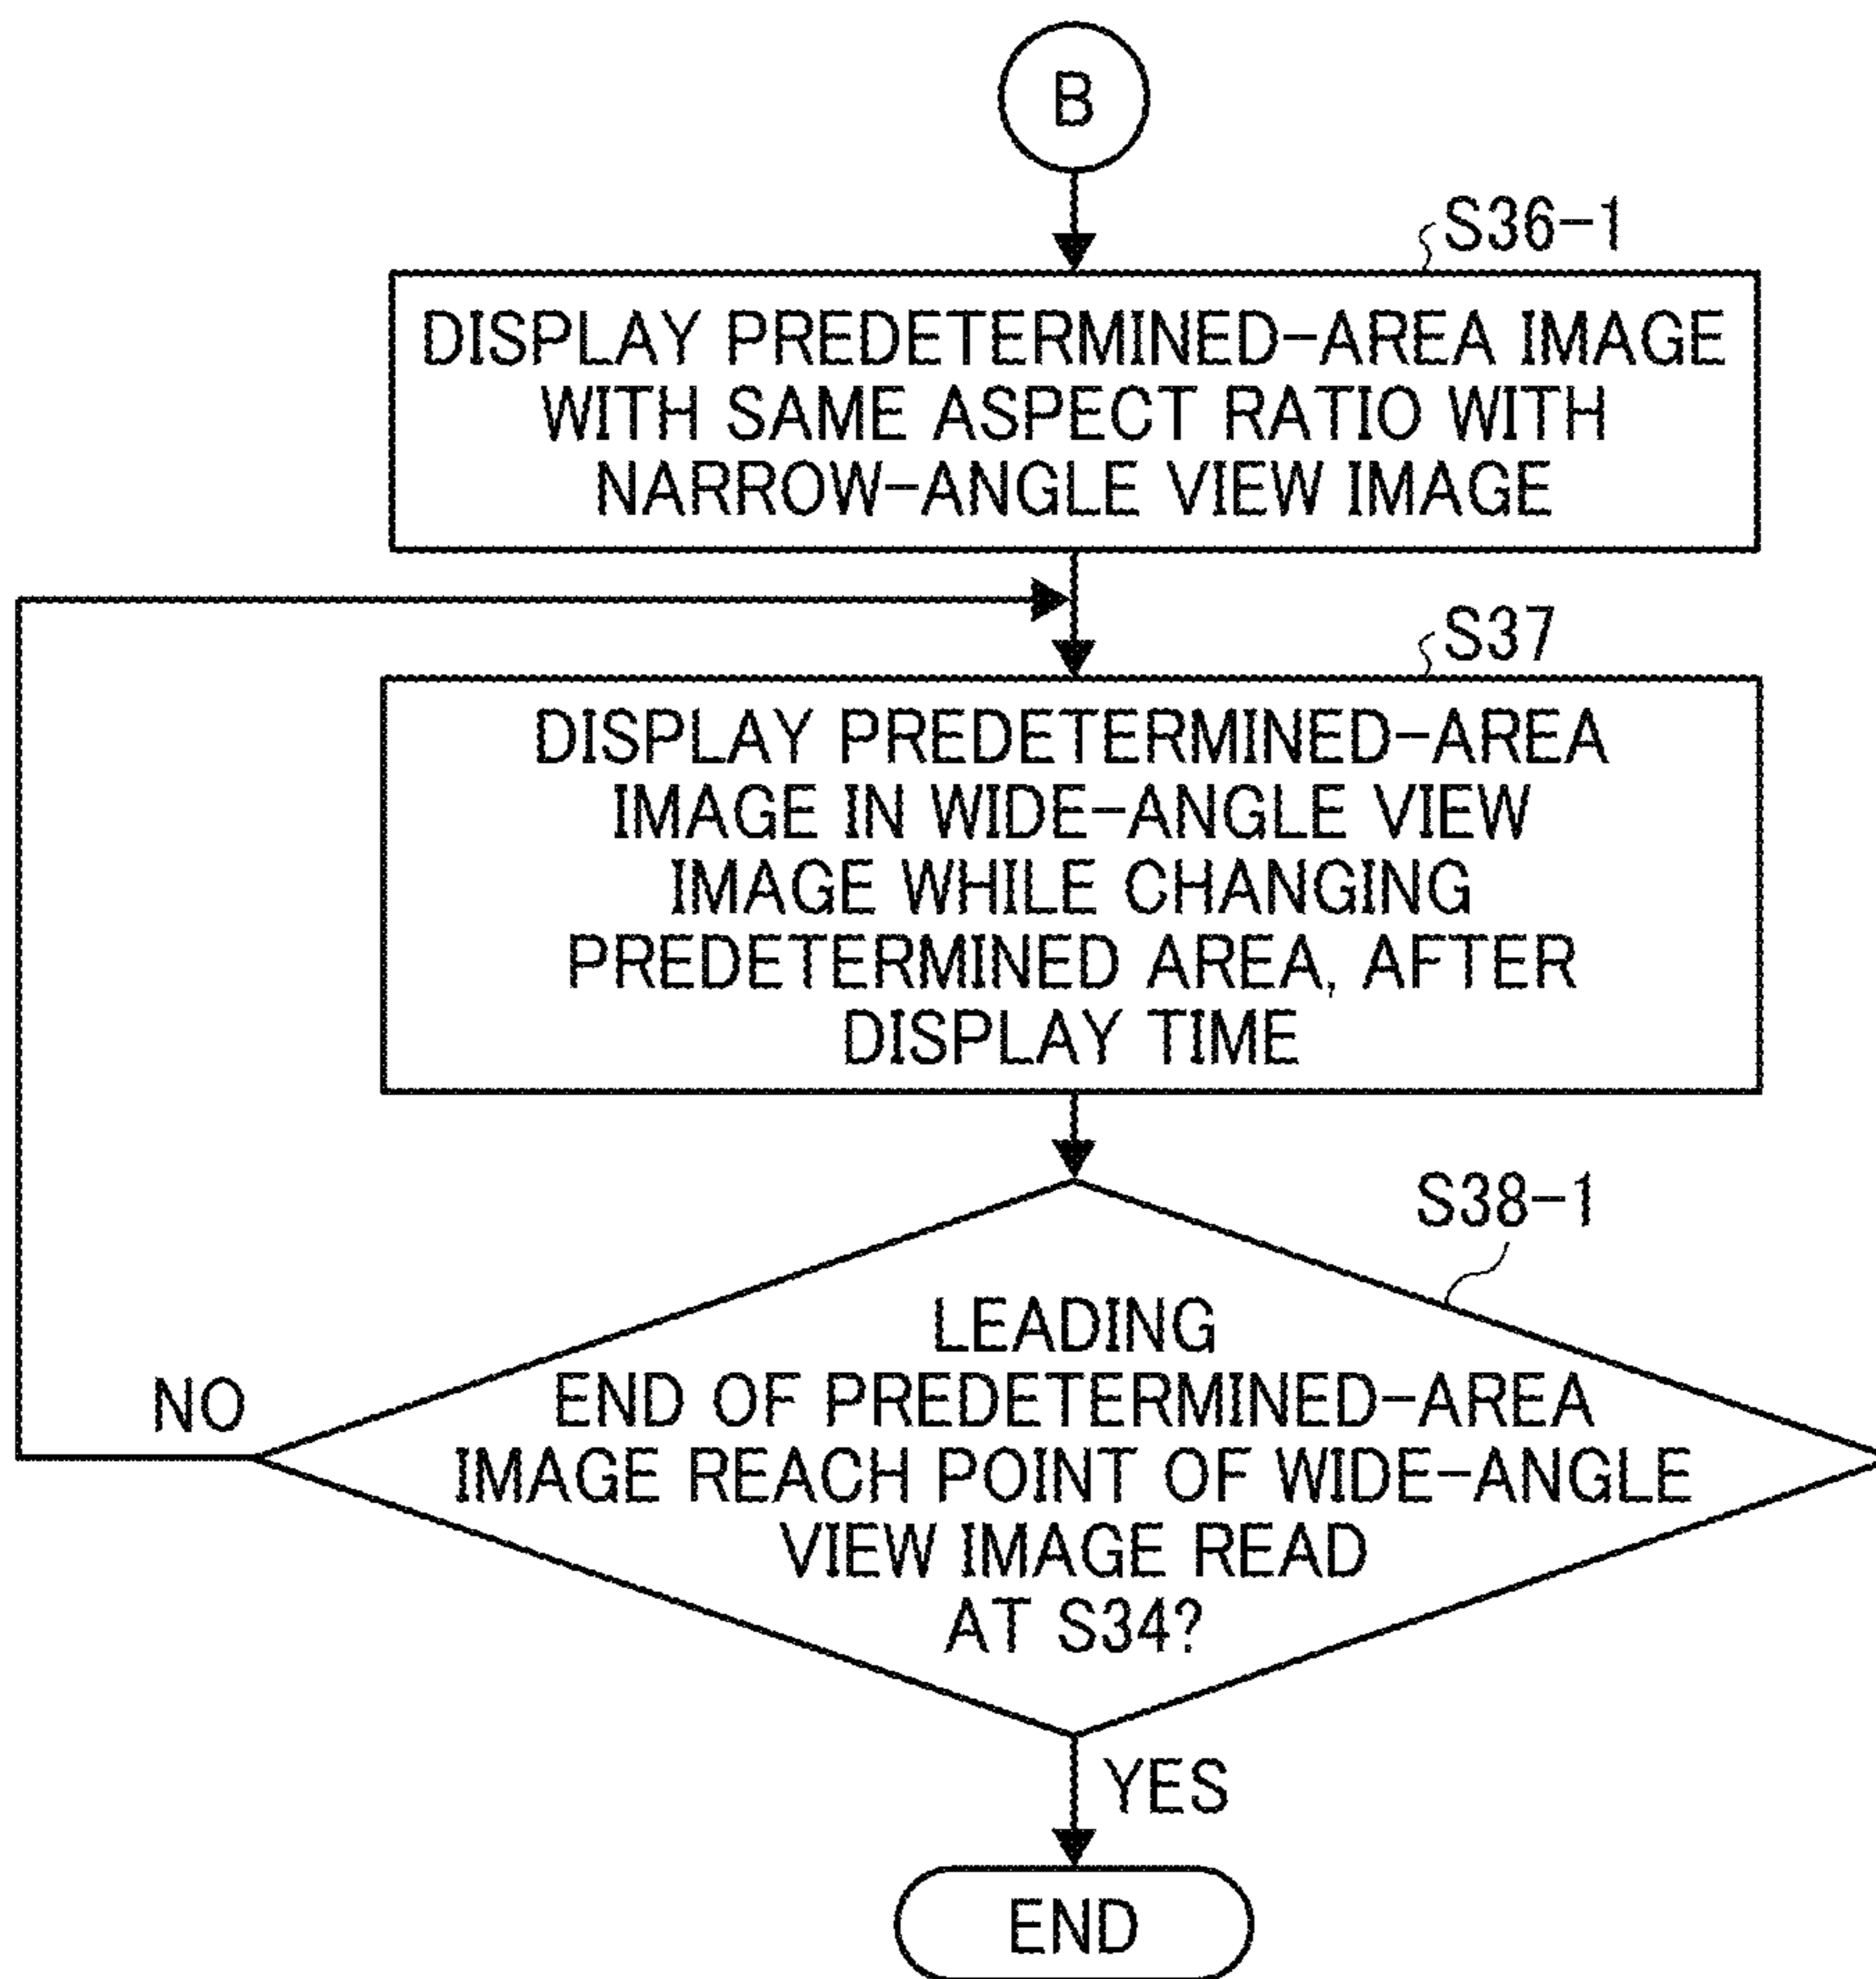 B
S36-1
DISPLAY PREDETERMINED-AREA IMAGE
WITH SAME ASPECT RATIO WITH
NARROW-ANGLE VIEW IMAGE
S37
DISPLAY PREDETERMINED-AREA
IMAGE IN WIDE-ANGLE VIEW
IMAGE WHILE CHANGING
PREDETERMINED AREA, AFTER
DISPLAY TIME
S38-1
LEADING
END OF PREDETERMINED-AREA
IMAGE REACH POINT OF WIDE-ANGLE
VIEW IMAGE READ
AT S34?
NO
YES
END